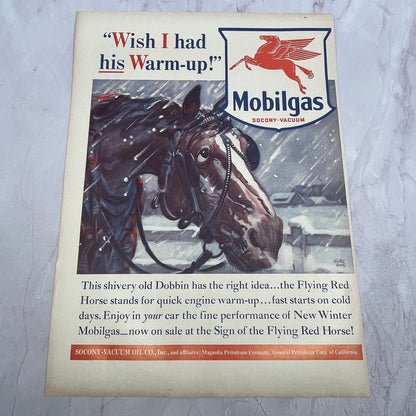 "Wish I had
his Warm-up!"
Mobilgas
SOCONY-VACUUM
This shivery old Dobbin has the right idea...the Flying Red
Horse stands for quick engine warm-up...fast starts on cold
days. Enjoy in your car the fine performance of New Winter
Mobilgas—now on sale at the Sign of the Flying Red Horse!
SOCONY-VACUUM OIL CO., Inc., and affiliates: Magnolia Petroleum Company, General Petroleum Corp. of California